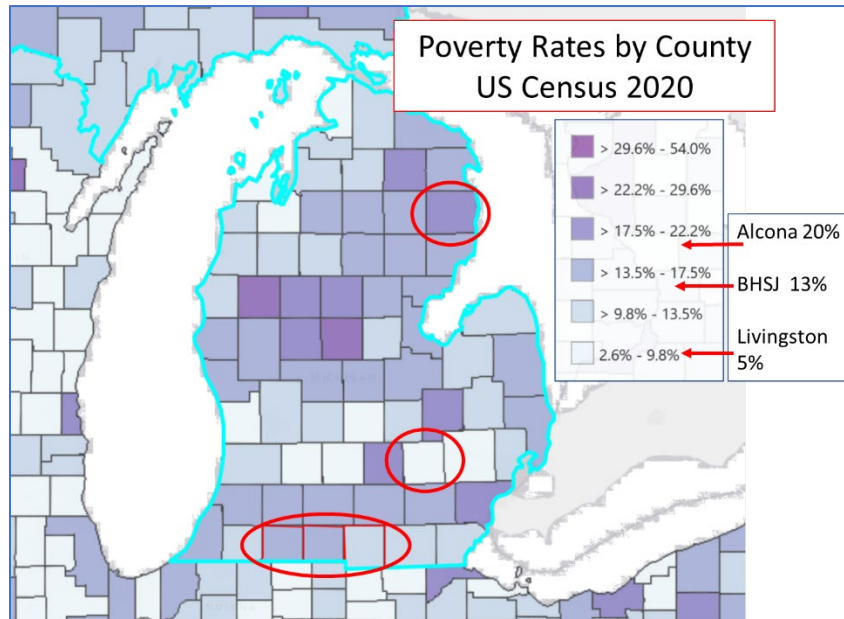 Poverty Rates by County
US Census 2020
> 29.6% - 54.0%
> 22.2% - 29.6%
> 17.5% - 22.2%
> 13.5% - 17.5%
> 9.8% - 13.5%
2.6% - 9.8%
Alcona 20%
BHSJ 13%
Livingston
5%